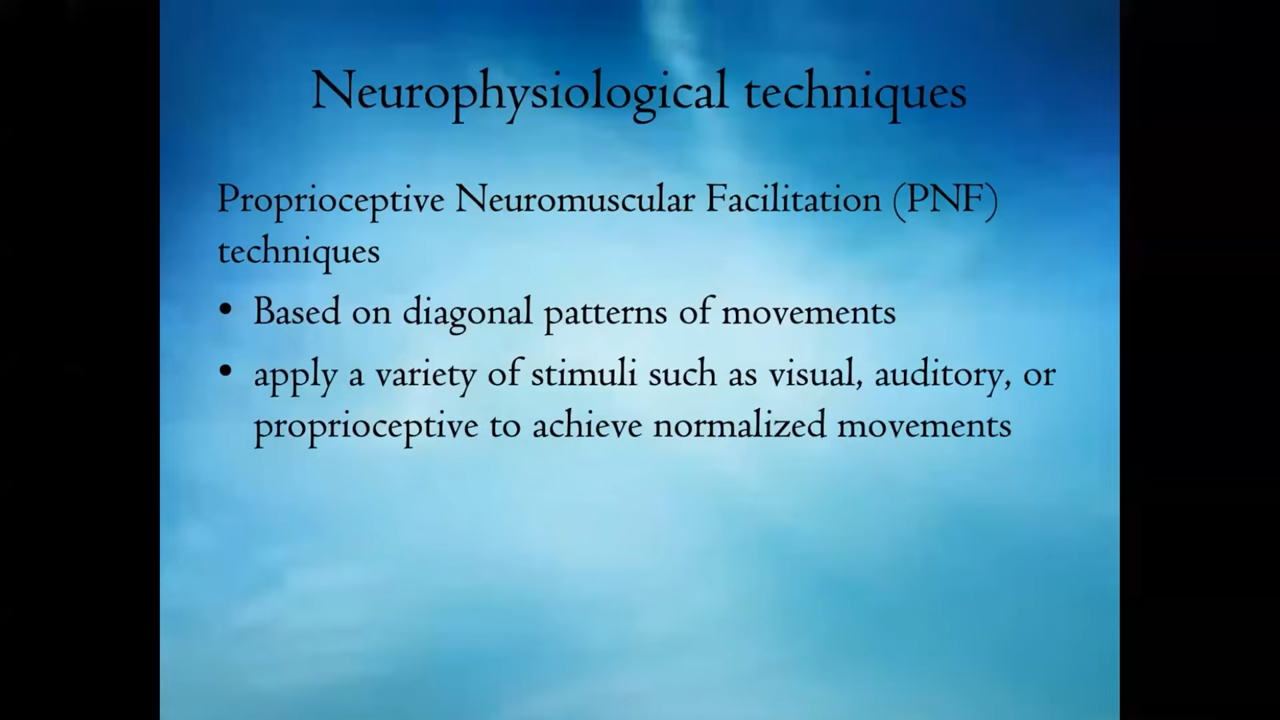 Neurophysiological techniques
Proprioceptive Neuromuscular Facilitation (PNF)
techniques
• Based on diagonal patterns of movements
• apply a variety of stimuli such as visual, auditory, or
proprioceptive to achieve normalized movements